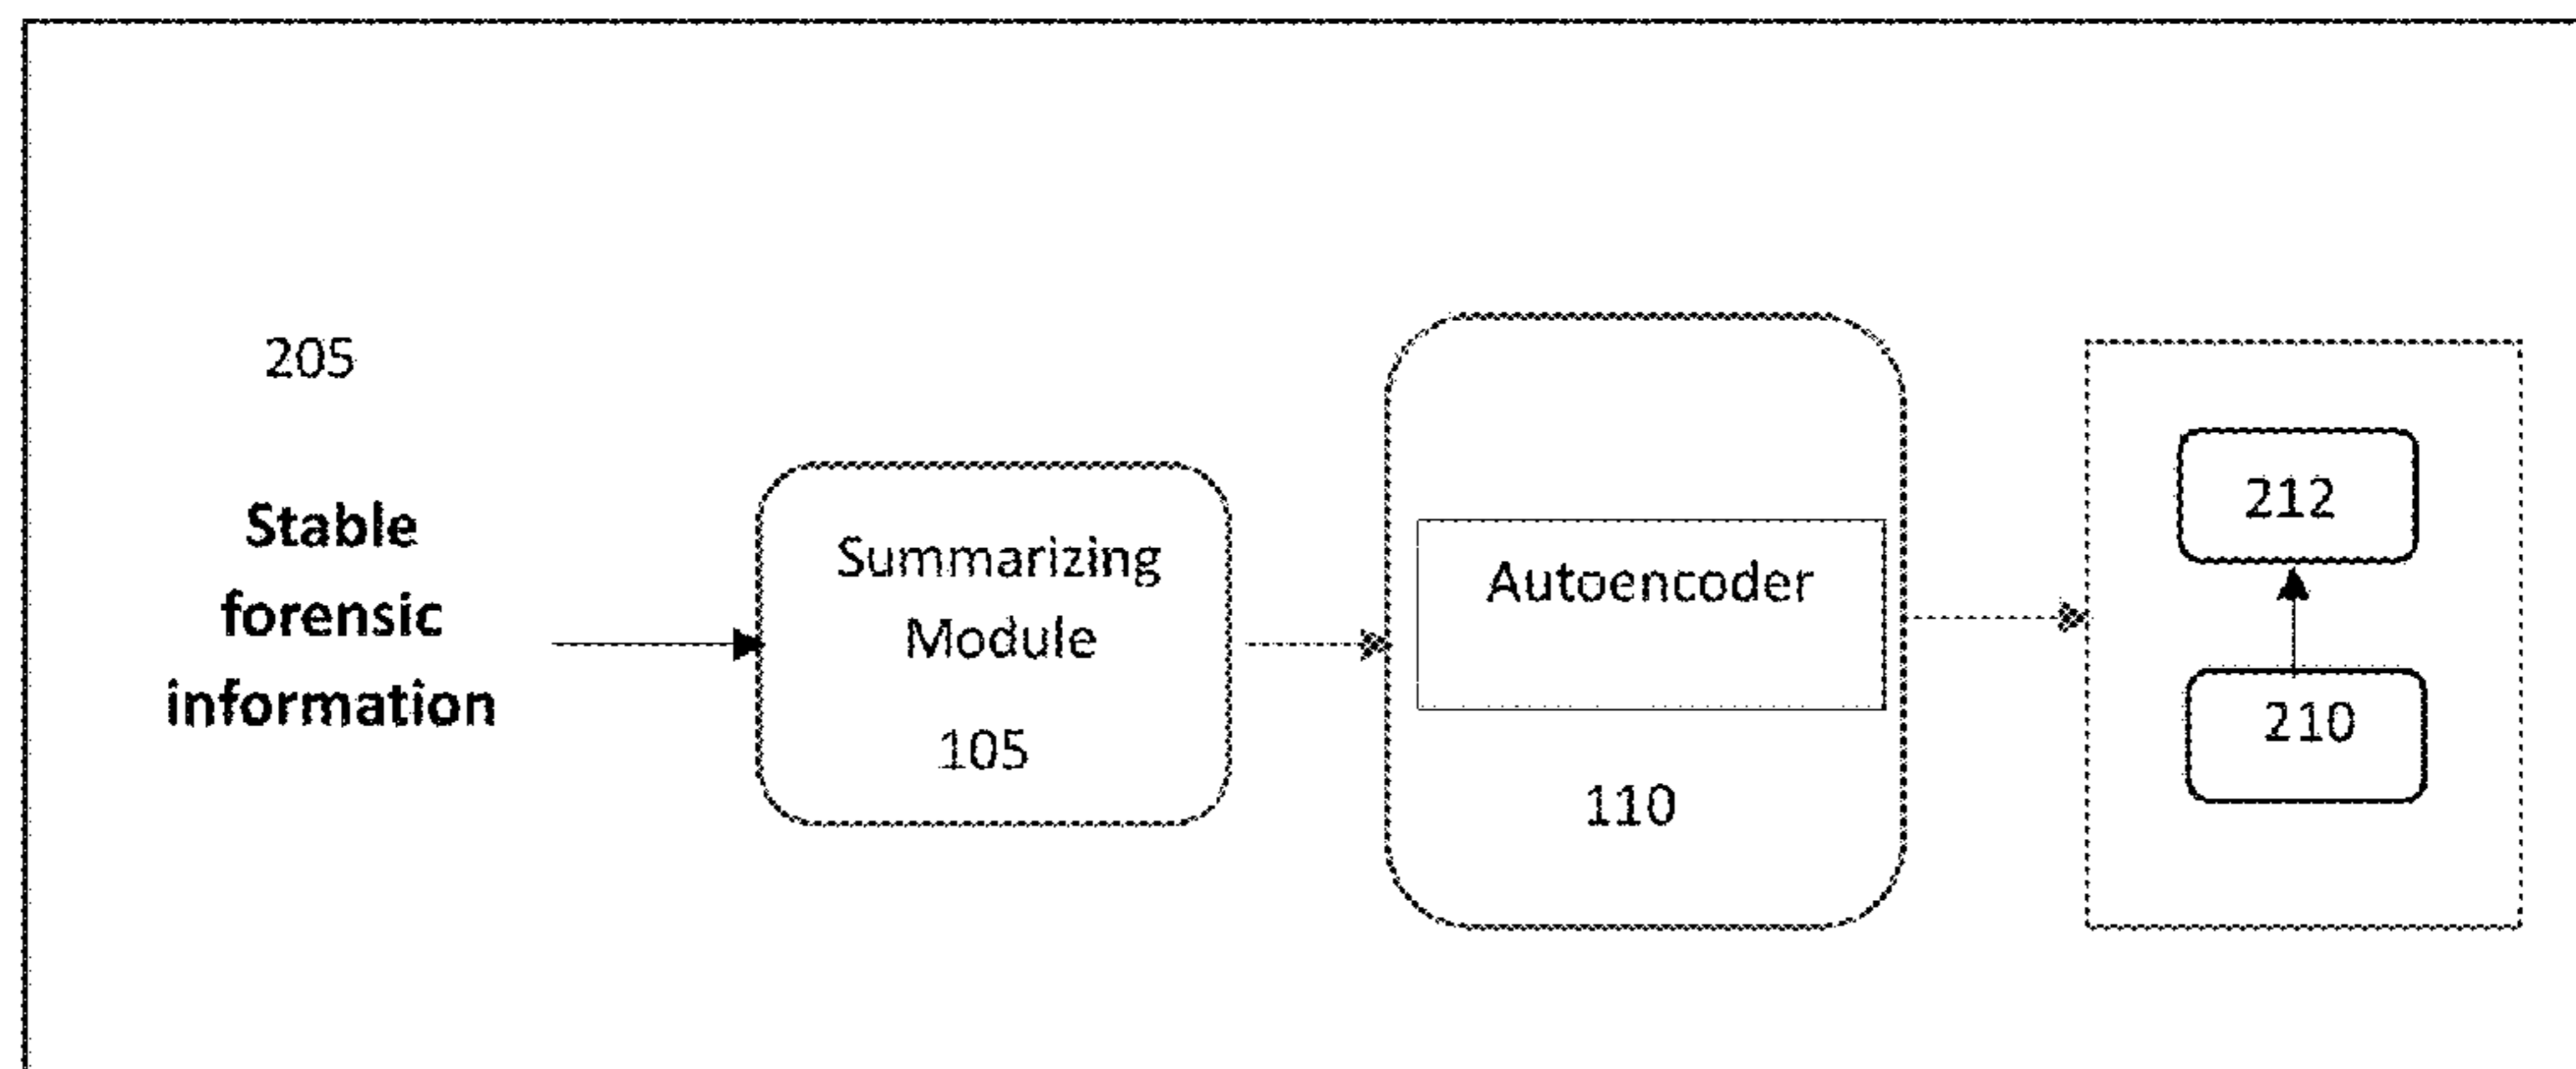 205
Stable
forensic
information
Summarizing
Module
105
Autoencoder
110
212
210